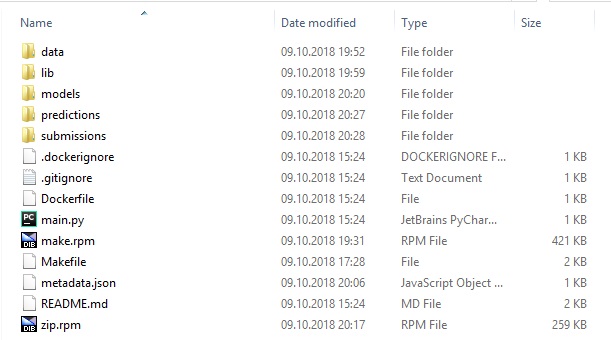 Name Date modified Type Size
data 09.10.2018 19:52 File folder
lib 09.10.2018 19:59 File folder
models 09.10.2018 20:20 File folder
predictions 09.10.2018 20:27 File folder
submissions 09.10.2018 20:28 File folder
.dockerignore 09.10.2018 15:24 DOCKERIGNORE F... 1 KB
.gitignore 09.10.2018 15:24 Text Document 1 KB
Dockerfile 09.10.2018 15:24 File 1 KB
PC main.py 09.10.2018 15:24 JetBrains PyChar... 1 KB
DIB make.rpm 09.10.2018 19:31 RPM File 421 KB
Makefile 09.10.2018 17:28 File 2 KB
metadata.json 09.10.2018 20:06 JavaScript Object ... 1 KB
README.md 09.10.2018 15:24 MD File 2 KB
DIB zip.rpm 09.10.2018 20:17 RPM File 259 KB